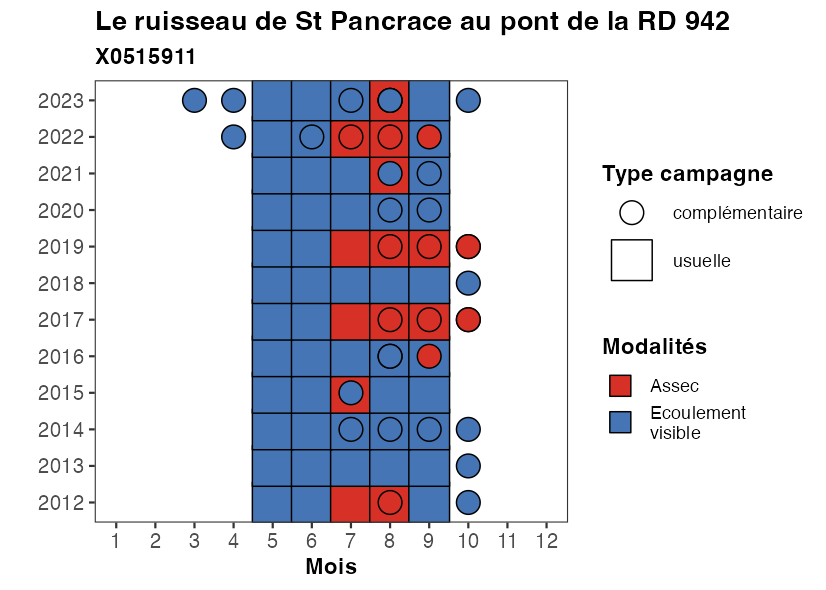 Le ruisseau de St Pancrace au pont de la RD 942
X0515911
2023
2022
2021
2020
2019
2018
2017
2016
2015
2014
2013
2012
1 2 3 4 5 6 7 8 9 10 11 12
Mois
Type campagne
complémentaire
usuelle
Modalités
Assec
Ecoulement
visible